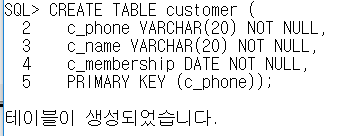 SQL> CREATE TABLE customer (
  2    c_phone VARCHAR(20) NOT NULL,
  3    c_name VARCHAR(20) NOT NULL,
  4    c_membership DATE NOT NULL,
  5    PRIMARY KEY (c_phone));
테이블이 생성되었습니다.